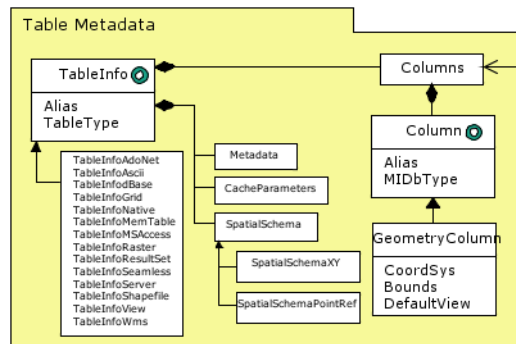 Table Metadata
TableInfo
Alias
TableType
Columns
Column
Alias
MIDbType
GeometryColumn
CoordSys
Bounds
DefaultView
Metadata
CacheParameters
SpatialSchema
SpatialSchemaXY
SpatialSchemaPointRef
TableInfoAdoNet
TableInfoAscii
TableInfodBase
TableInfoGrid
TableInfoNative
TableInfoMemTable
TableInfoMSAccess
TableInfoRaster
TableInfoResultSet
TableInfoSeamless
TableInfoServer
TableInfoShapefile
TableInfoView
TableInfoWms